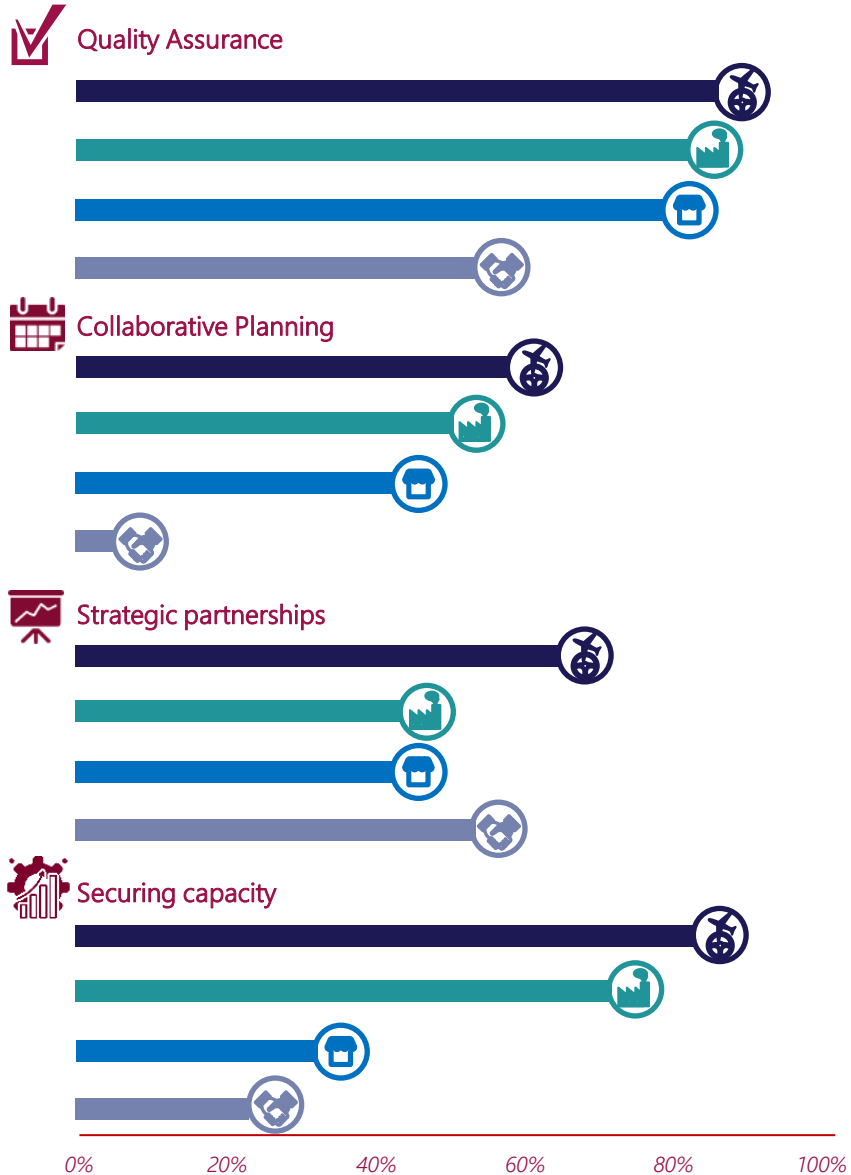 Quality Assurance
Collaborative Planning
Strategic partnerships
Securing capacity
0% 20% 40% 60% 80% 100%